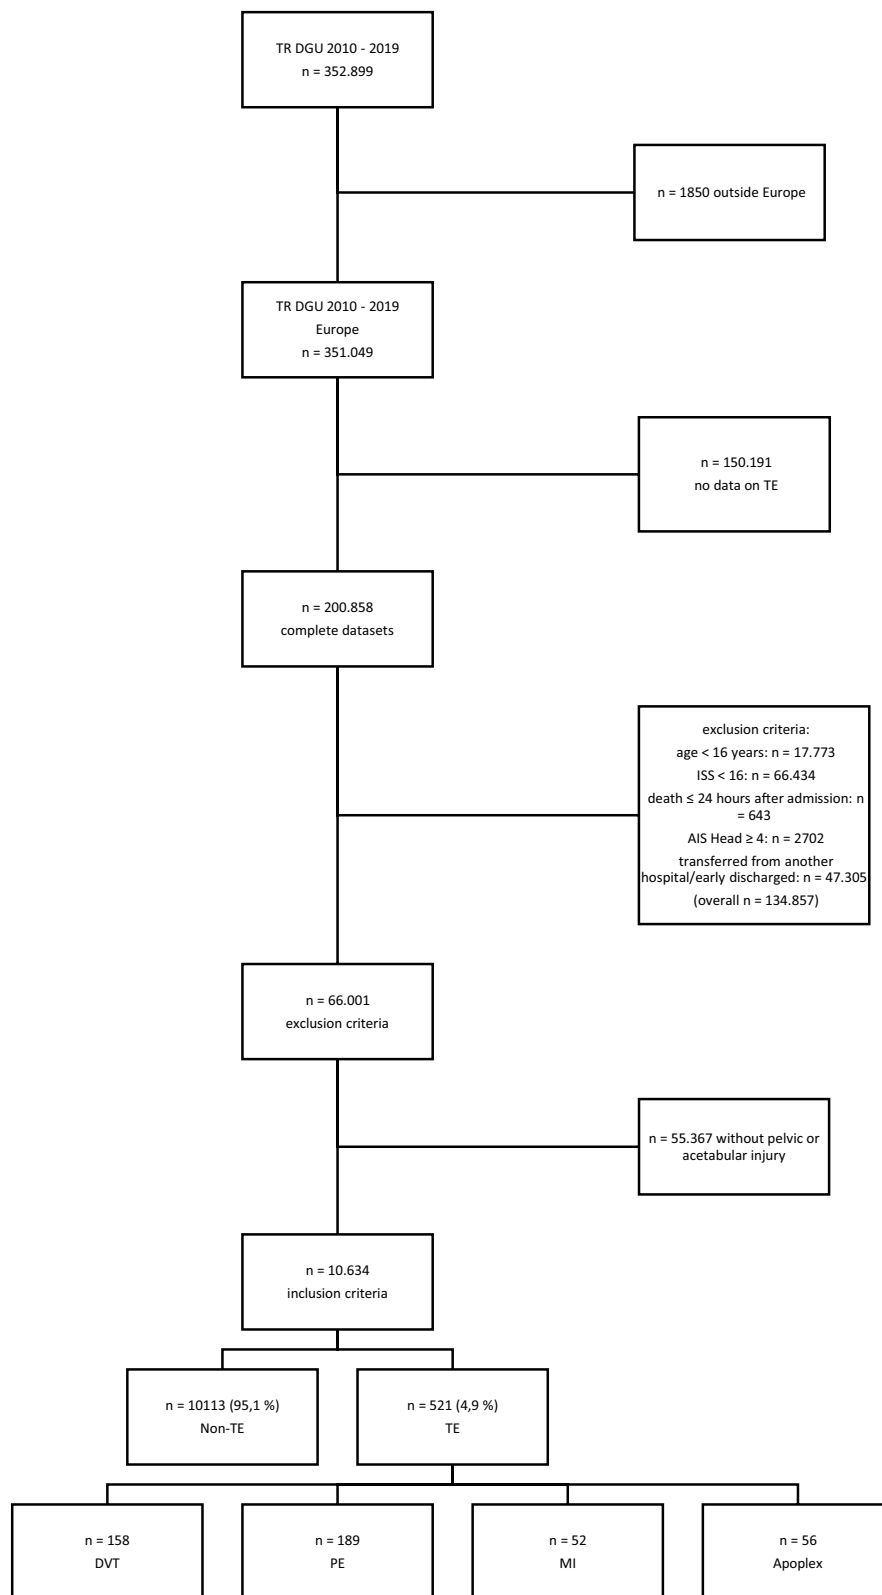 TR DGU 2010 - 2019
n = 352.899
n = 1850 outside Europe
TR DGU 2010 - 2019
Europe
n = 351.049
n = 150.191
no data on TE
n = 200.858
complete datasets
exclusion criteria:
age < 16 years: n = 17.773
ISS < 16: n = 66.434
death ≤ 24 hours after admission: n
= 643
AIS Head ≥ 4: n = 2702
transferred from another
hospital/early discharged: n = 47.305
(overall n = 134.857)
n = 66.001
exclusion criteria
n = 55.367 without pelvic or
acetabular injury
n = 10.634
inclusion criteria
n = 10113 (95,1 %)
Non-TE
n = 521 (4,9 %)
TE
n = 158
DVT
n = 189
PE
n = 52
MI
n = 56
Apoplex